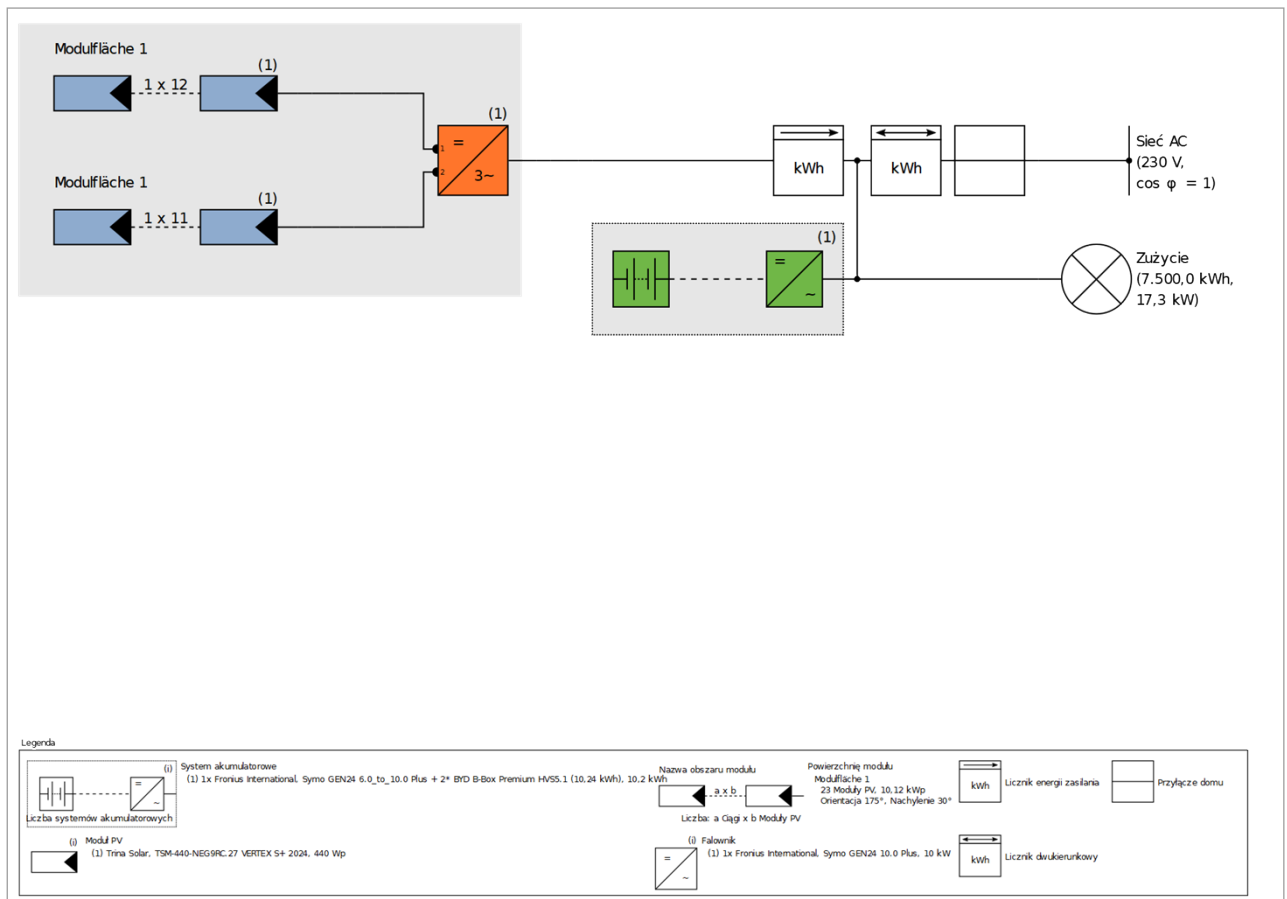 Modulfläche 1
(1)
1 x 12
(1)
=
1
2
3~
Modulfläche 1
(1)
1 x 11
kWh
kWh
Sieć AC
(230 V,
cos φ = 1)
(1)
=
~
Zużycie
(7.500,0 kWh,
17,3 kW)
Legenda
(i)
=
~
Liczba systemów akumulatorowych
System akumulatorowe
(1) 1x Fronius International, Symo GEN24 6.0_to_10.0 Plus + 2* BYD B-Box Premium HVS5.1 (10,24 kWh), 10,2 kWh
(i) Moduł PV
(1) Trina Solar, TSM-440-NEG9RC.27 VERTEX S+ 2024, 440 Wp
Nazwa obszaru modułu
a x b
Liczba: a Ciągi x b Moduły PV
Powierzchnię modułu
Modulfläche 1
23 Moduły PV, 10,12 kWp
Orientacja 175°, Nachylenie 30°
(i) Falownik
=
~
(1) 1x Fronius International, Symo GEN24 10.0 Plus, 10 kW
kWh
Licznik energii zasilania
kWh
Licznik dwukierunkowy
Przyłącze domu